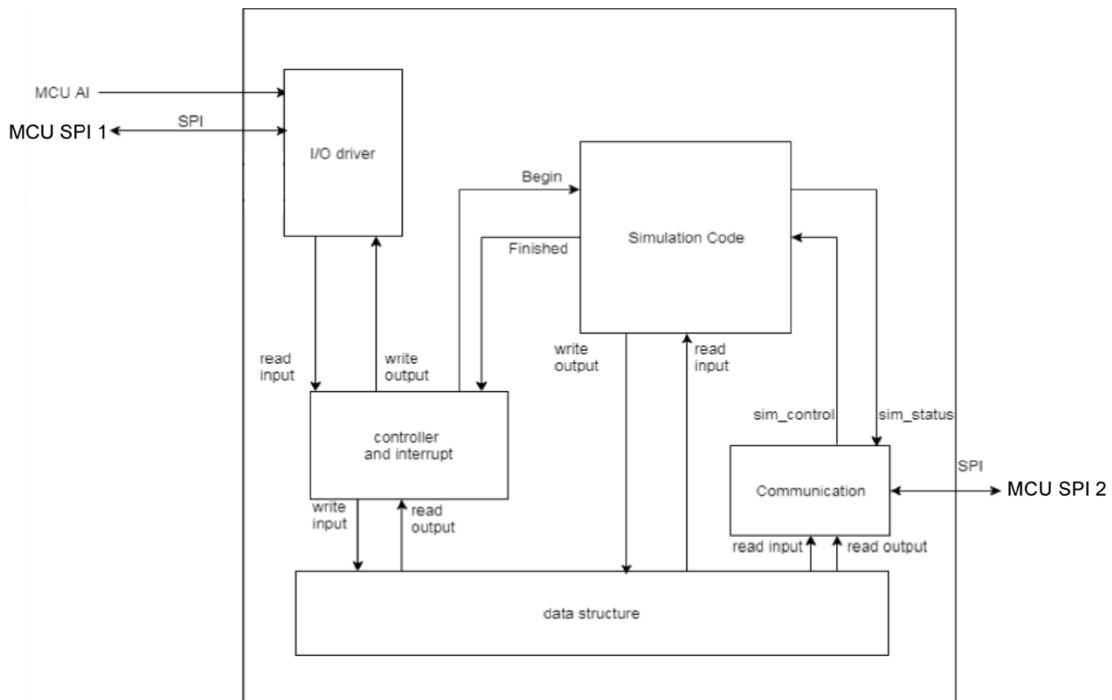 MCU AI
MCU SPI 1
SPI
I/O driver
Begin
Finished
Simulation Code
read
input
write
output
write
output
read
input
controller
and interrupt
sim_control
sim_status
SPI
Communication
MCU SPI 2
write
input
read
output
read input
read output
data structure